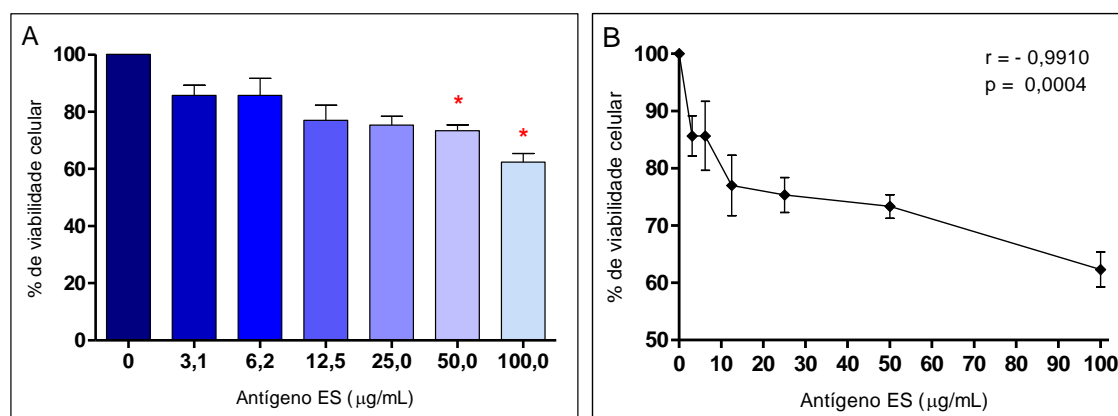 A
% de viabilidade celular
100
80
60
40
20
0
*
*
0 3,1 6,2 12,5 25,0 50,0 100,0
Antígeno ES (µg/mL)
B
r = - 0,9910
p = 0,0004
% de viabilidade celular
100
90
80
70
60
50
0 10 20 30 40 50 60 70 80 90 100
Antígeno ES (µg/mL)